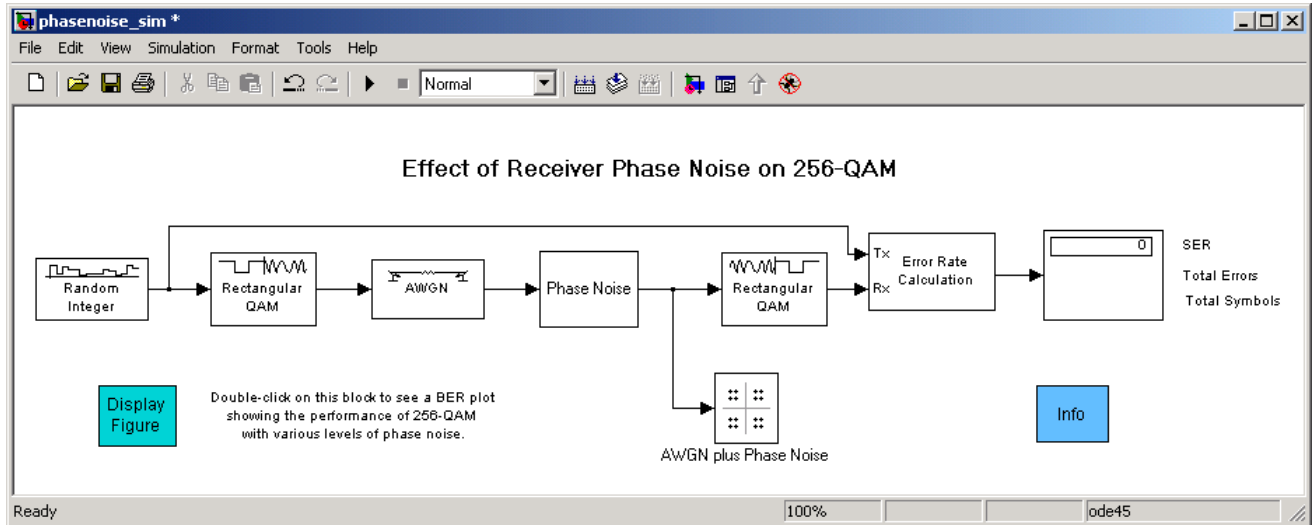 phasenoise_sim *
File Edit View Simulation Format Tools Help
Normal
Effect of Receiver Phase Noise on 256-QAM
Random
Integer
Rectangular
QAM
AWGN
Phase Noise
Rectangular
QAM
Tx
Rx
Error Rate
Calculation
0
SER
Total Errors
Total Symbols
Display
Figure
Double-click on this block to see a BER plot
showing the performance of 256-QAM
with various levels of phase noise.
AWGN plus Phase Noise
Info
Ready
100%
ode45